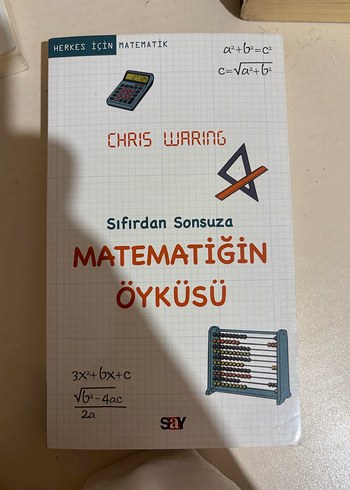 HERKES İÇİN MATEMATİK
a²+b²=c²
c=√a²+b²
CHRIS WARING
Sıfırdan Sonsuza
MATEMATİĞİN
ÖYKÜSÜ
3x²+bx+c
√b²-4ac
2a
say